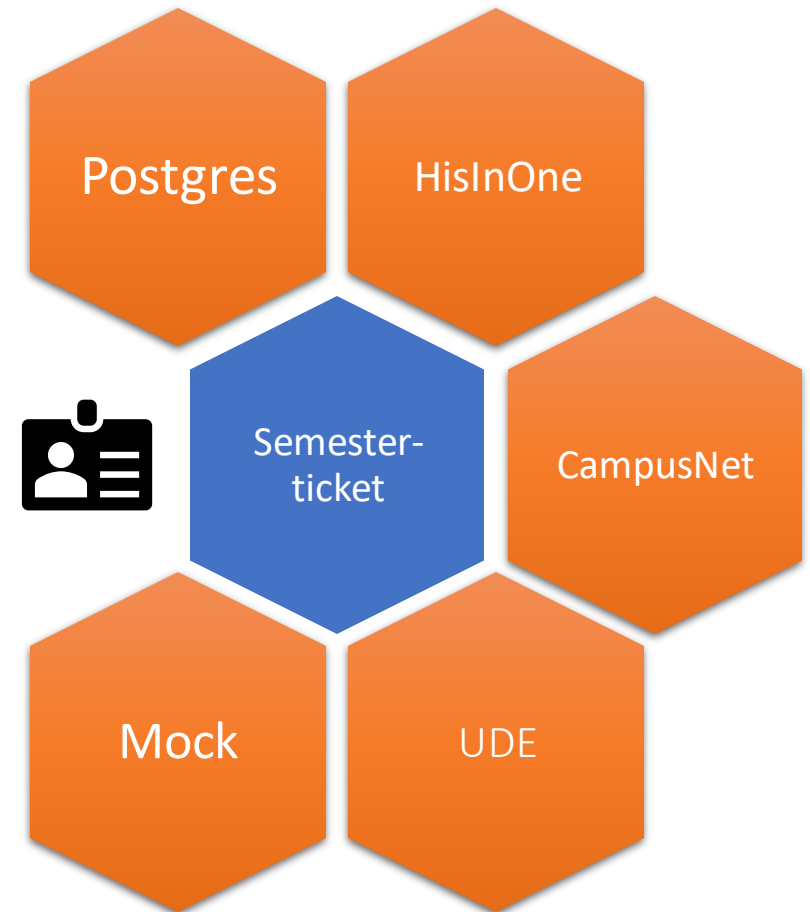 Postgres
HisInOne
Semester-
ticket
CampusNet
Mock
UDE